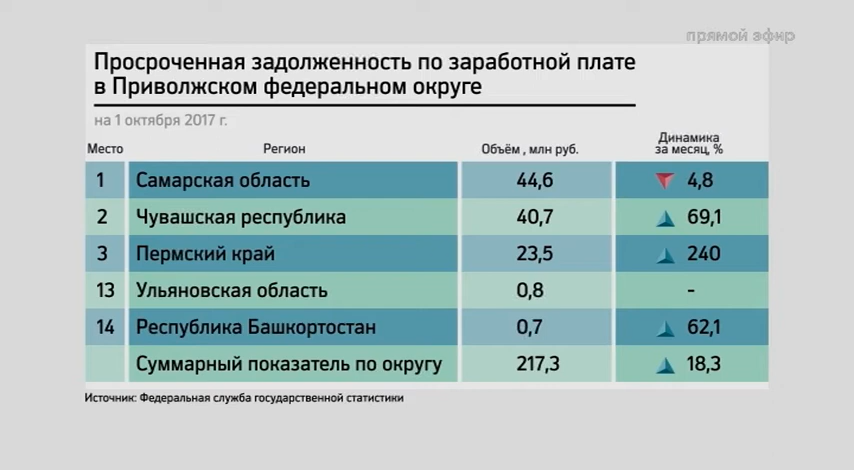 прямой эфир
Просроченная задолженность по заработной плате
в Приволжском федеральном округе
на 1 октября 2017 г.
Место Регион Объём , млн руб. Динамика за месяц, %
1 Самарская область 44,6 4,8
2 Чувашская республика 40,7 69,1
3 Пермский край 23,5 240
13 Ульяновская область 0,8 -
14 Республика Башкортостан 0,7 62,1
Суммарный показатель по округу 217,3 18,3
Источник: Федеральная служба государственной статистики